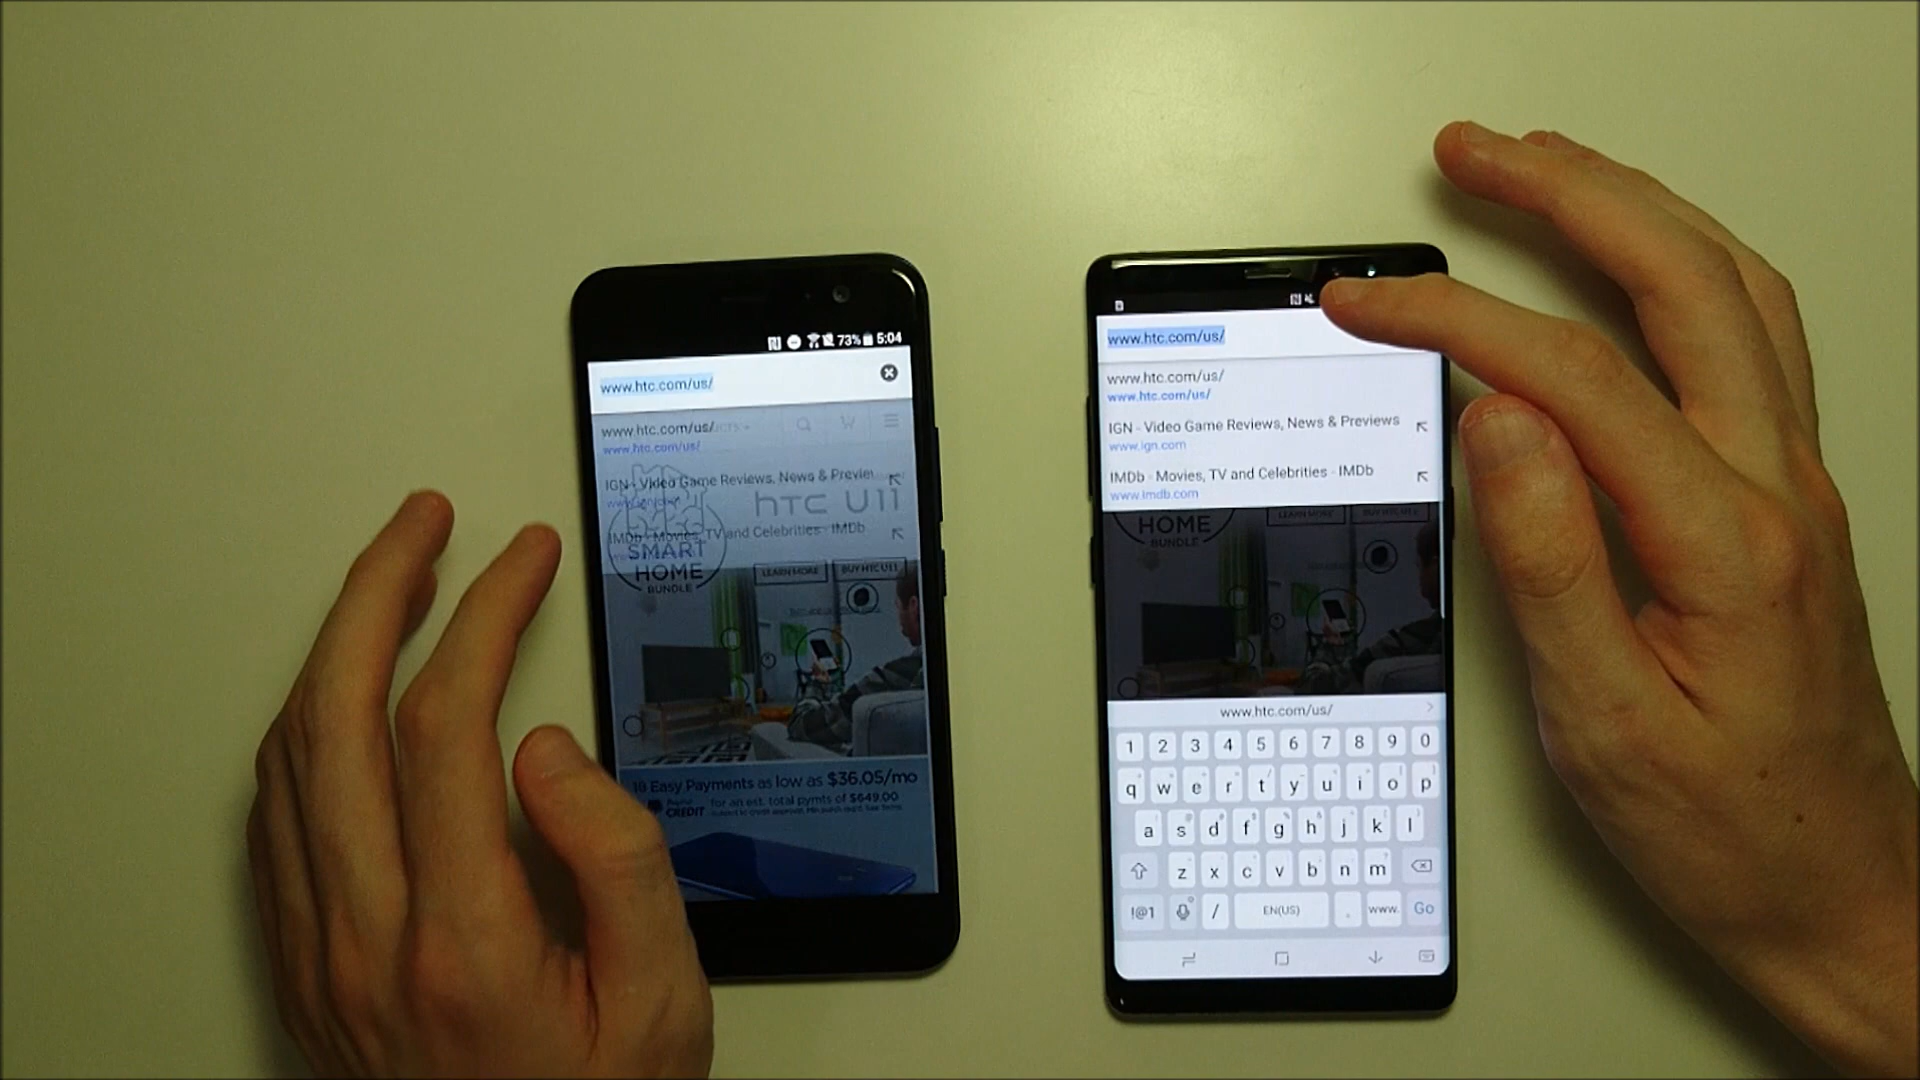 73% 5:04
www.htc.com/us/
www.htc.com/us/
www.htc.com/us/
IGN - Video Game Reviews, News & Previe
IMDb - Movies, TV and Celebrities - IMDb
hTC U11
SMART
HOME
BUNDLE
LEARN MORE
BUY HTC U11
18 Easy Payments as low as $36.05/mo
for an est. total pymts of $649.00
CREDIT
www.htc.com/us/
www.htc.com/us/
www.htc.com/us/
IGN - Video Game Reviews, News & Previews
www.ign.com
IMDb - Movies, TV and Celebrities - IMDb
www.imdb.com
HOME
BUNDLE
LEARN MORE
www.htc.com/us/
1 2 3 4 5 6 7 8 9 0
q w e r t y u i o p
a s d f g h j k l
z x c v b n m
!@1 / EN(US) . www. Go